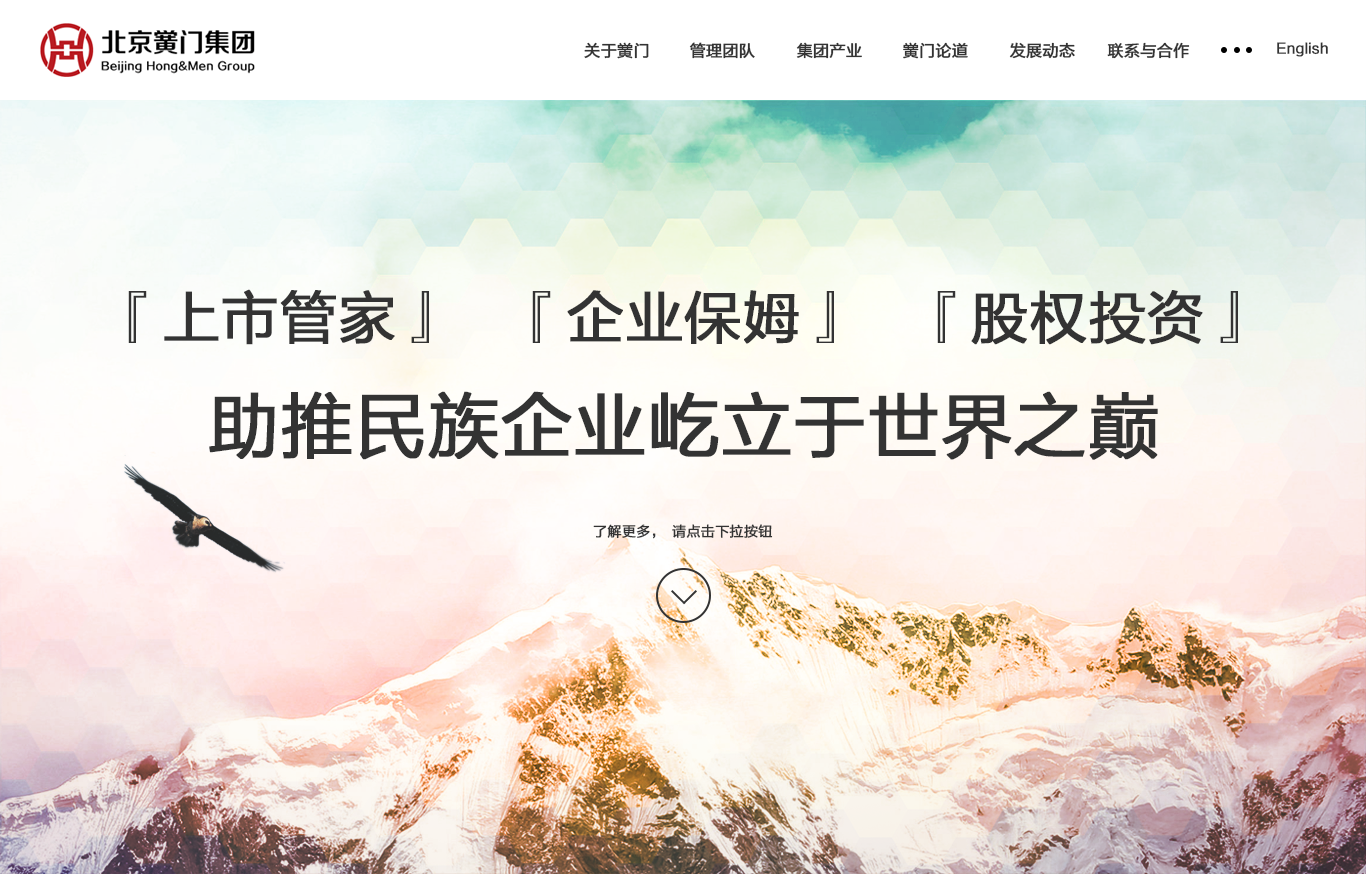 北京黉门集团
Beijing Hong&Men Group
关于黉门 管理团队 集团产业 黉门论道 发展动态 联系与合作 ••• English
『上市管家』 『企业保姆』 『股权投资』
助推民族企业屹立于世界之巅
了解更多， 请点击下拉按钮